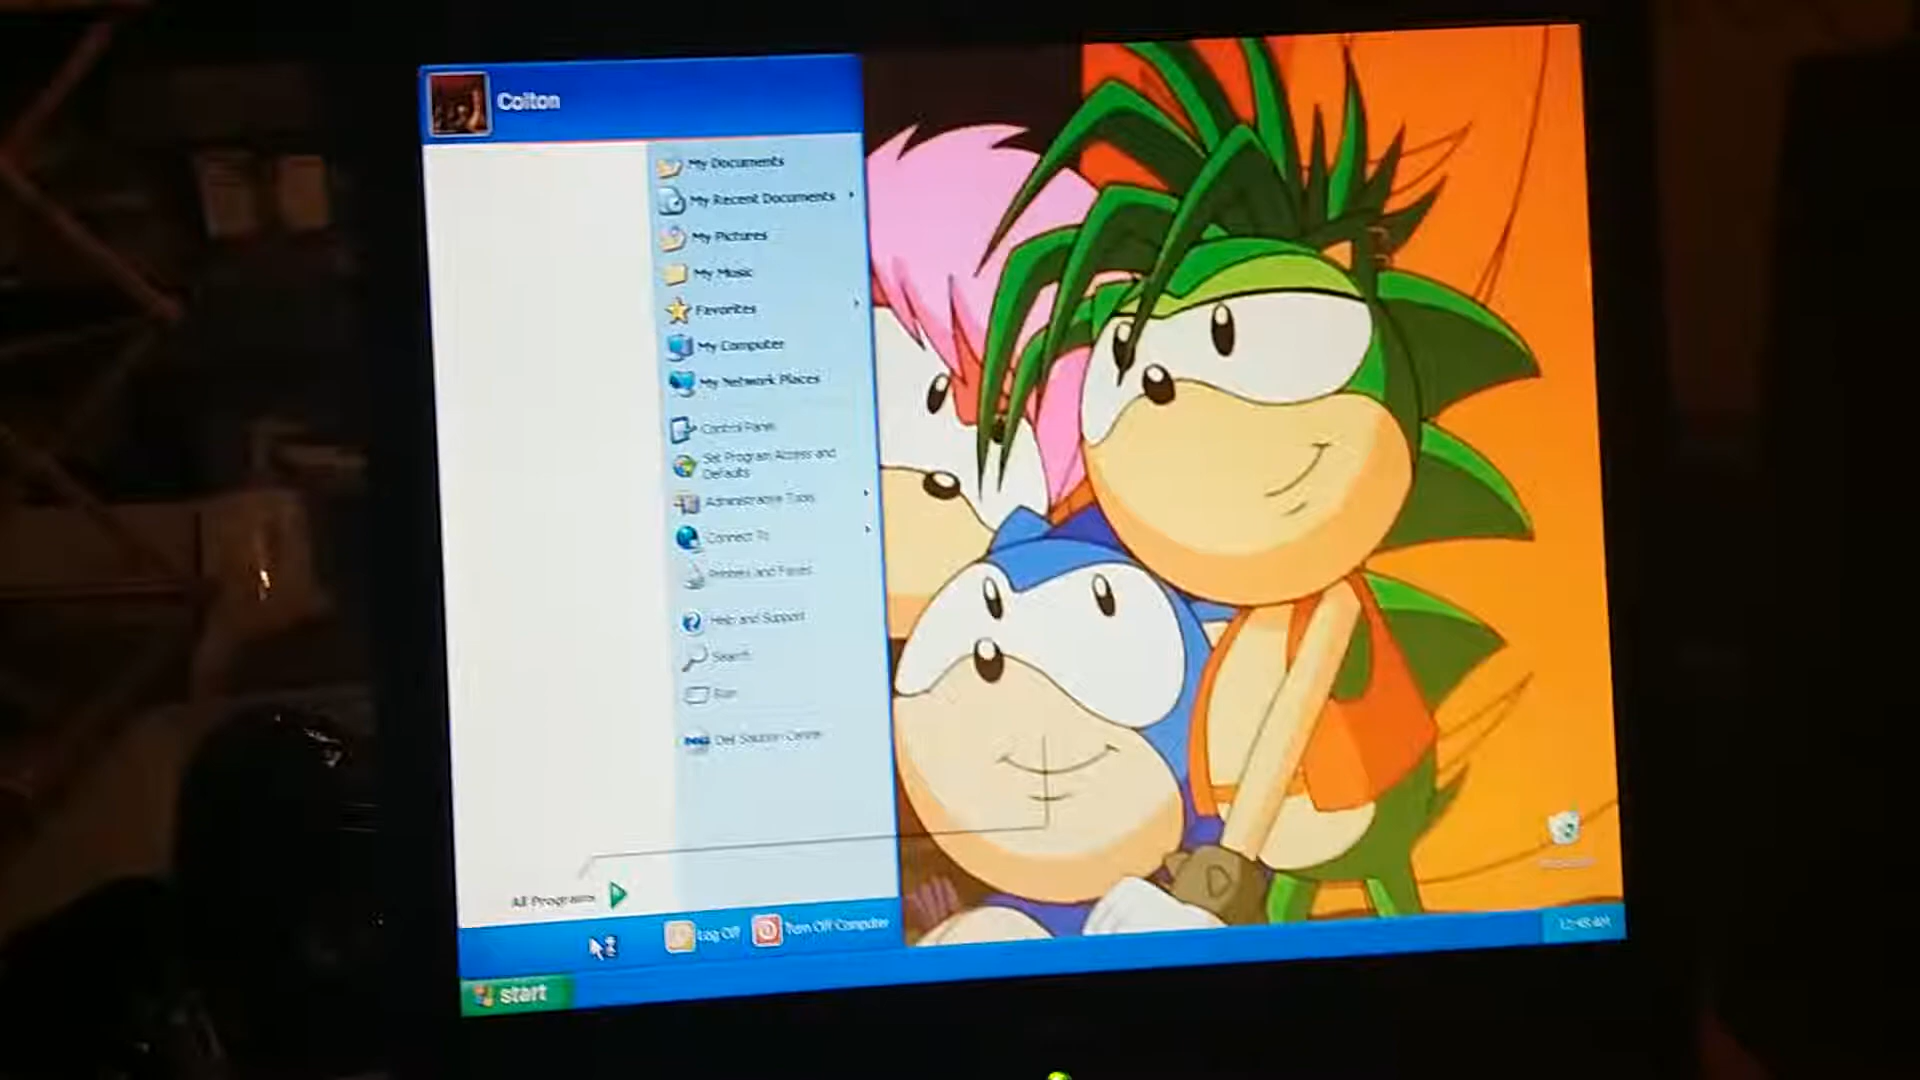 Colton
My Documents
My Recent Documents
My Pictures
My Music
Favorites
My Computer
My Network Places
Control Panel
Set Program Access and
Defaults
Administrative Tools
Connect To
Printers and Faxes
Help and Support
Search
Run
Dell Solution Center
All Programs
Log Off
Turn Off Computer
start